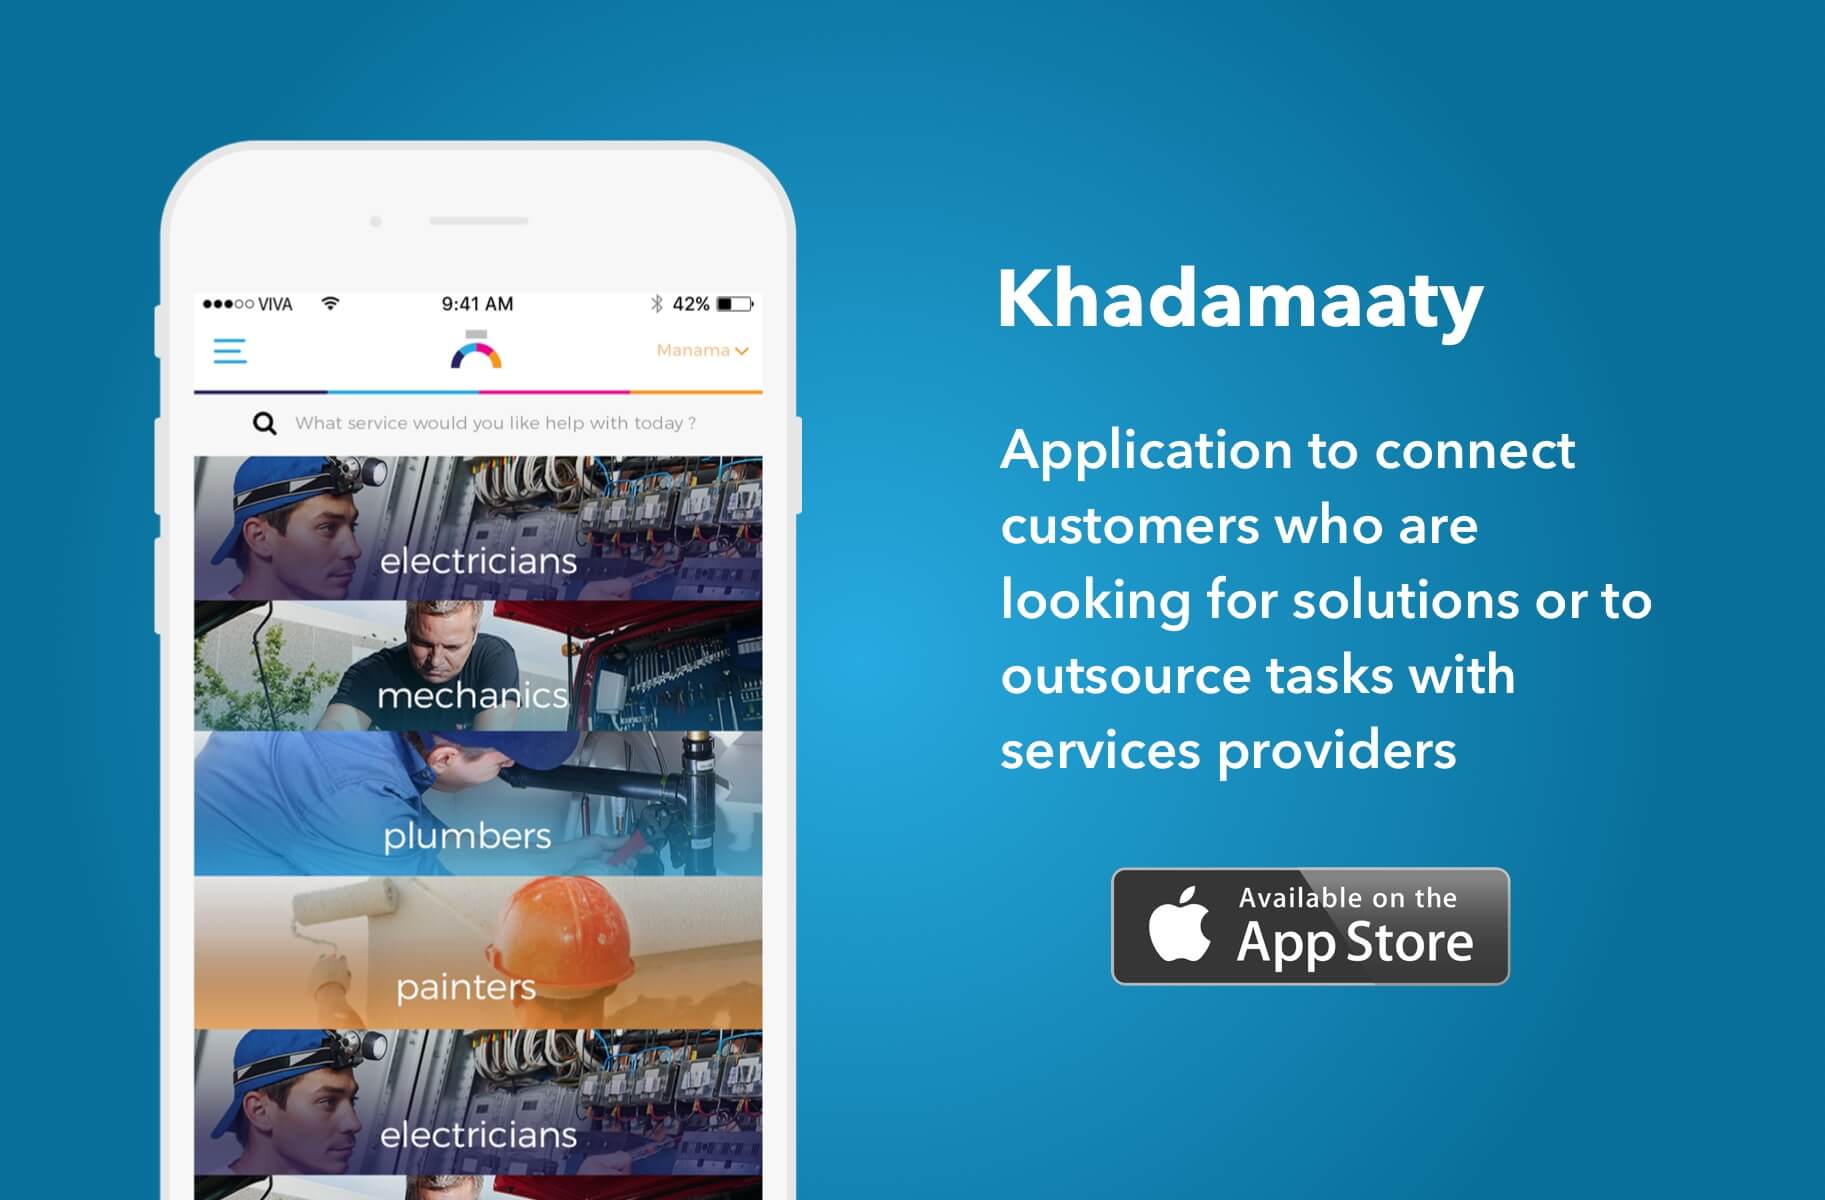 VIVA 9:41 AM 42%
Manama
What service would you like help with today ?
electricians
mechanics
plumbers
painters
electricians
Khadamaaty
Application to connect
customers who are
looking for solutions or to
outsource tasks with
services providers
Available on the
App Store